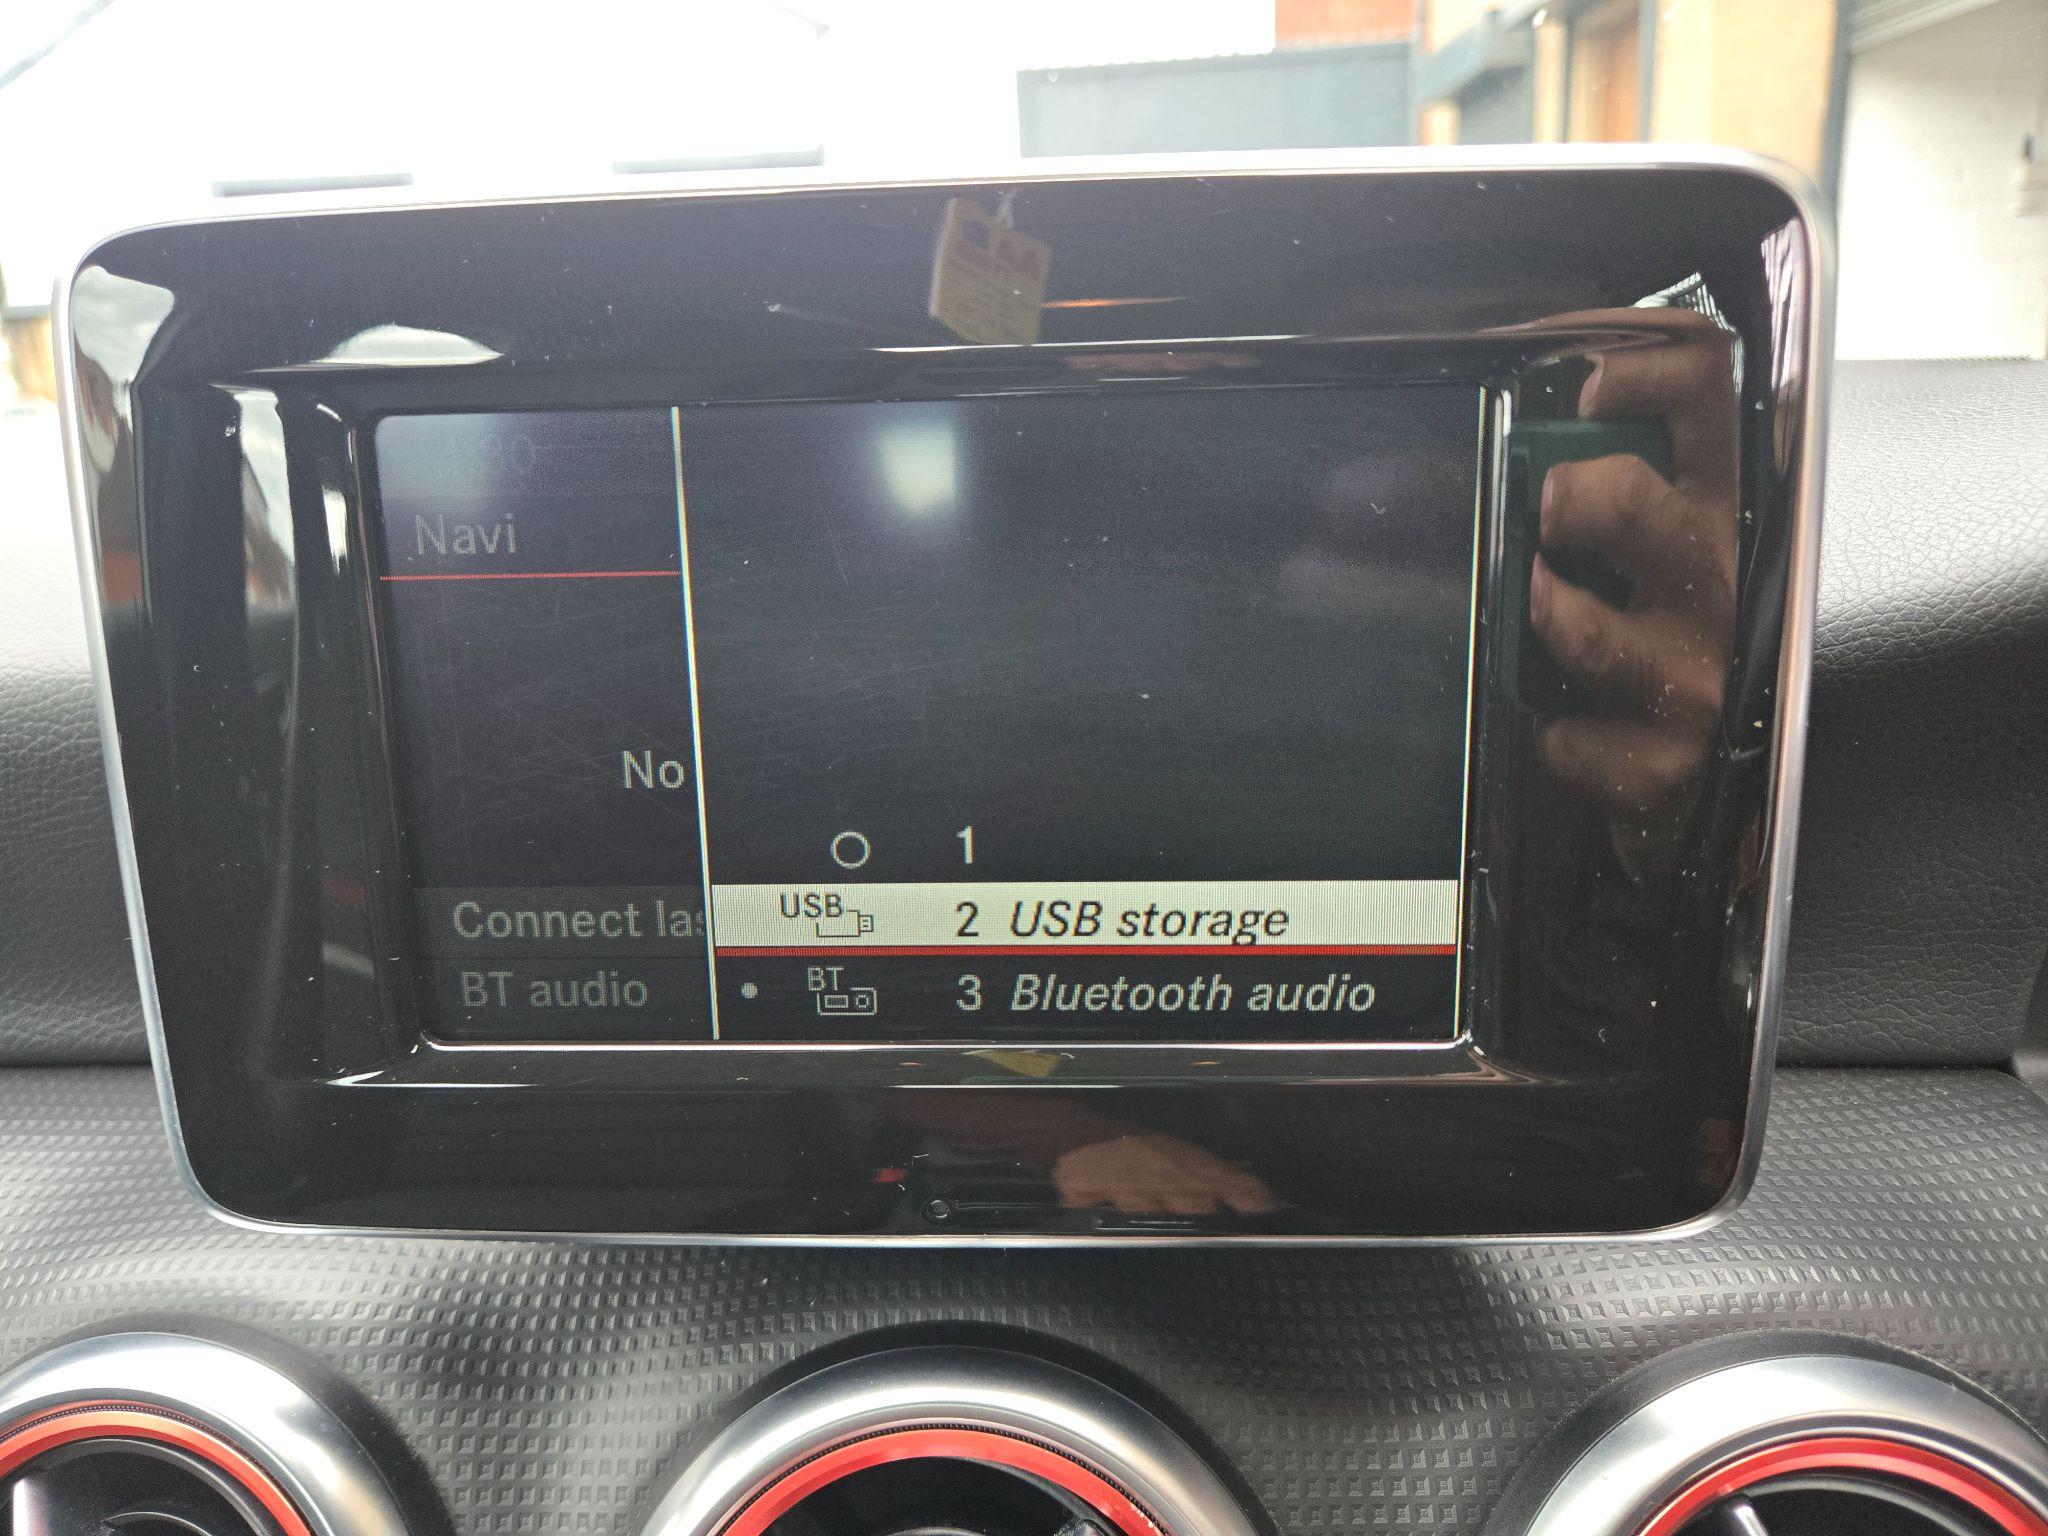 Navi
No
1
USB 2 USB storage
Connect las
BT 3 Bluetooth audio
BT audio